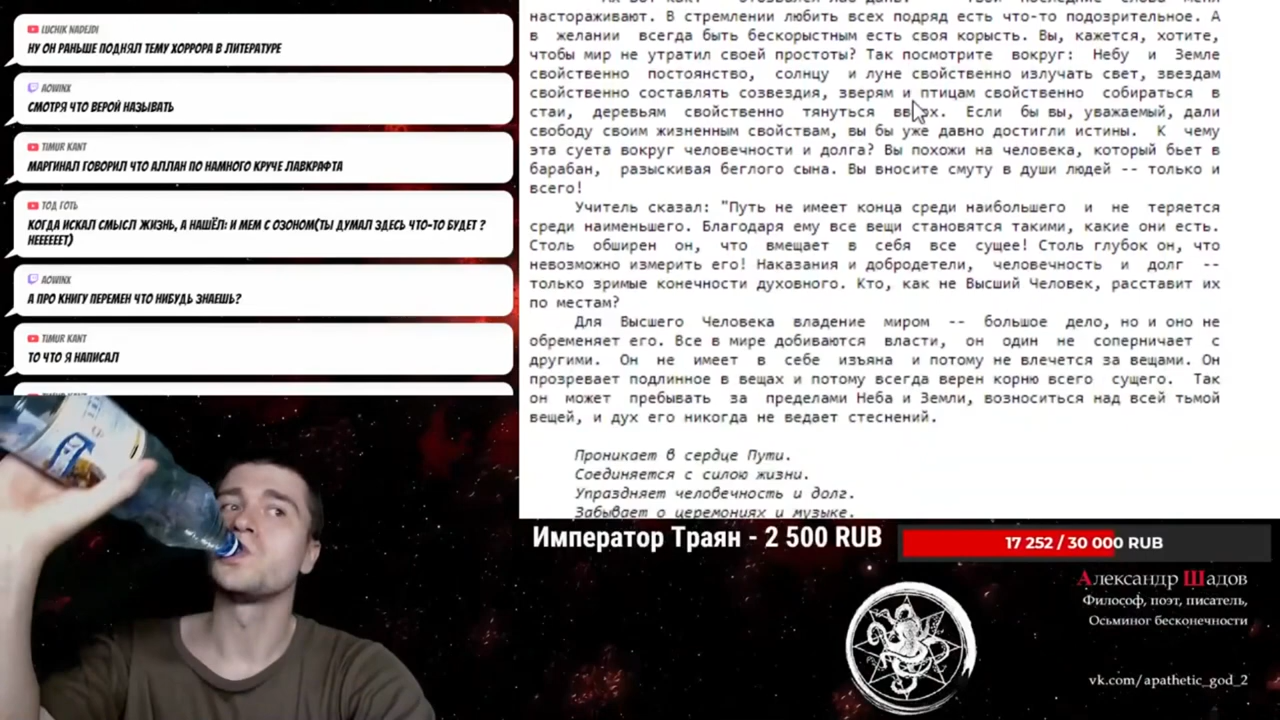 LUCHIK NADEJDI
НУ ОН РАНЬШЕ ПОДНЯЛ ТЕМУ ХОРРОРА В ЛИТЕРАТУРЕ
AOWINX
СМОТРЯ ЧТО ВЕРОЙ НАЗЫВАТЬ
TIMUR KANT
МАРГИНАЛ ГОВОРИЛ ЧТО АЛЛАН ПО НАМНОГО КРУЧЕ ЛАВКРАФТА
ТОД ГОТЬ
КОГДА ИСКАЛ СМЫСЛ ЖИЗНЬ, А НАШЁЛ: И МЕМ С ОЗОНОМ(ТЫ ДУМАЛ ЗДЕСЬ ЧТО-ТО БУДЕТ ?
НЕЕЕЕЕТ)
AOWINX
А ПРО КНИГУ ПЕРЕМЕН ЧТО НИБУДЬ ЗНАЕШЬ?
TIMUR KANT
ТО ЧТО Я НАПИСАЛ
настораживают. В стремлении любить всех подряд есть что-то подозрительное. А
в желании всегда быть бескорыстным есть своя корысть. Вы, кажется, хотите,
чтобы мир не утратил своей простоты? Так посмотрите вокруг: Небу и Земле
свойственно постоянство, солнцу и луне свойственно излучать свет, звездам
свойственно составлять созвездия, зверям и птицам свойственно собираться в
стаи, деревьям свойственно тянуться вверх. Если бы вы, уважаемый, дали
свободу своим жизненным свойствам, вы бы уже давно достигли истины. К чему
эта суета вокруг человечности и долга? Вы похожи на человека, который бьет в
барабан, разыскивая беглого сына. Вы вносите смуту в души людей -- только и
всего!
Учитель сказал: "Путь не имеет конца среди наибольшего и не теряется
среди наименьшего. Благодаря ему все вещи становятся такими, какие они есть.
Столь обширен он, что вмещает в себя все сущее! Столь глубок он, что
невозможно измерить его! Наказания и добродетели, человечность и долг --
только зримые конечности духовного. Кто, как не Высший Человек, расставит их
по местам?
Для Высшего Человека владение миром -- большое дело, но и оно не
обременяет его. Все в мире добиваются власти, он один не соперничает с
другими. Он не имеет в себе изъяна и потому не влечется за вещами. Он
прозревает подлинное в вещах и потому всегда верен корню всего сущего. Так
он может пребывать за пределами Неба и Земли, возноситься над всей тьмой
вещей, и дух его никогда не ведает стеснений.
Проникает в сердце Пути.
Соединяется с силою жизни.
Упраздняет человечность и долг.
Забывает о церемониях и музыке.
Император Траян - 2 500 RUB
17 252 / 30 000 RUB
Александр Шадов
Философ, поэт, писатель,
Осьминог бесконечности
vk.com/apathetic_god_2